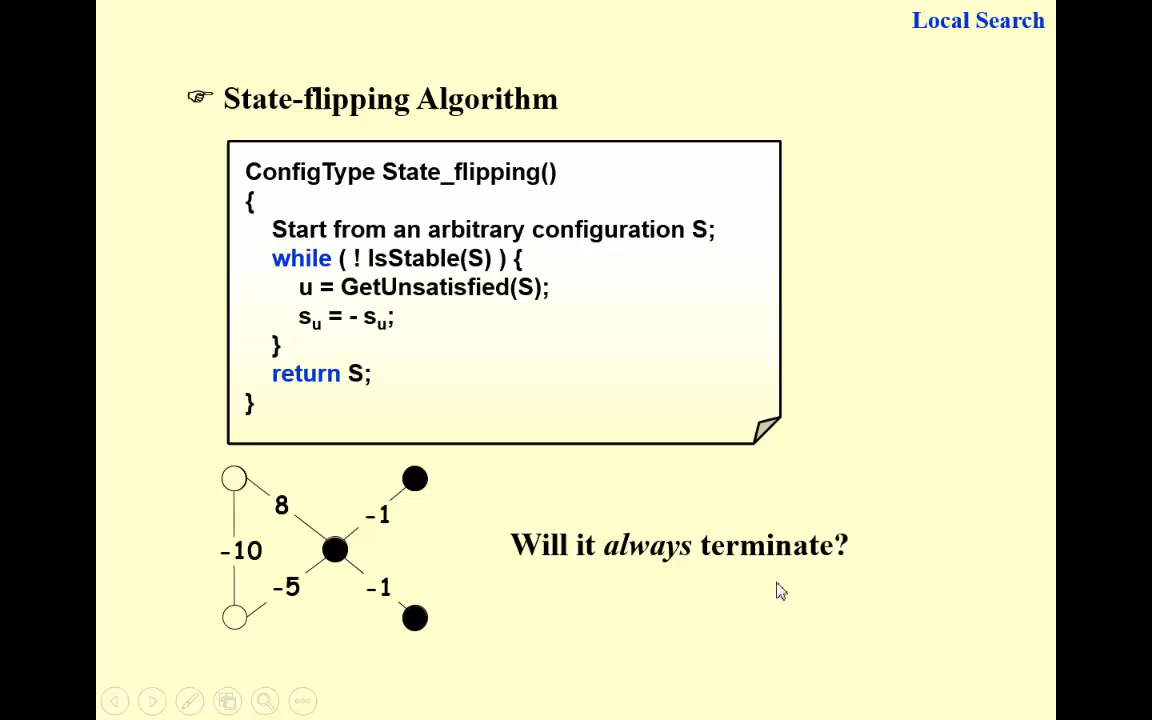 Local Search
☞ State-flipping Algorithm
ConfigType State_flipping()
{
Start from an arbitrary configuration S;
while ( ! IsStable(S) ) {
u = GetUnsatisfied(S);
su = - su;
}
return S;
}
8
-1
-10
Will it always terminate?
-5
-1